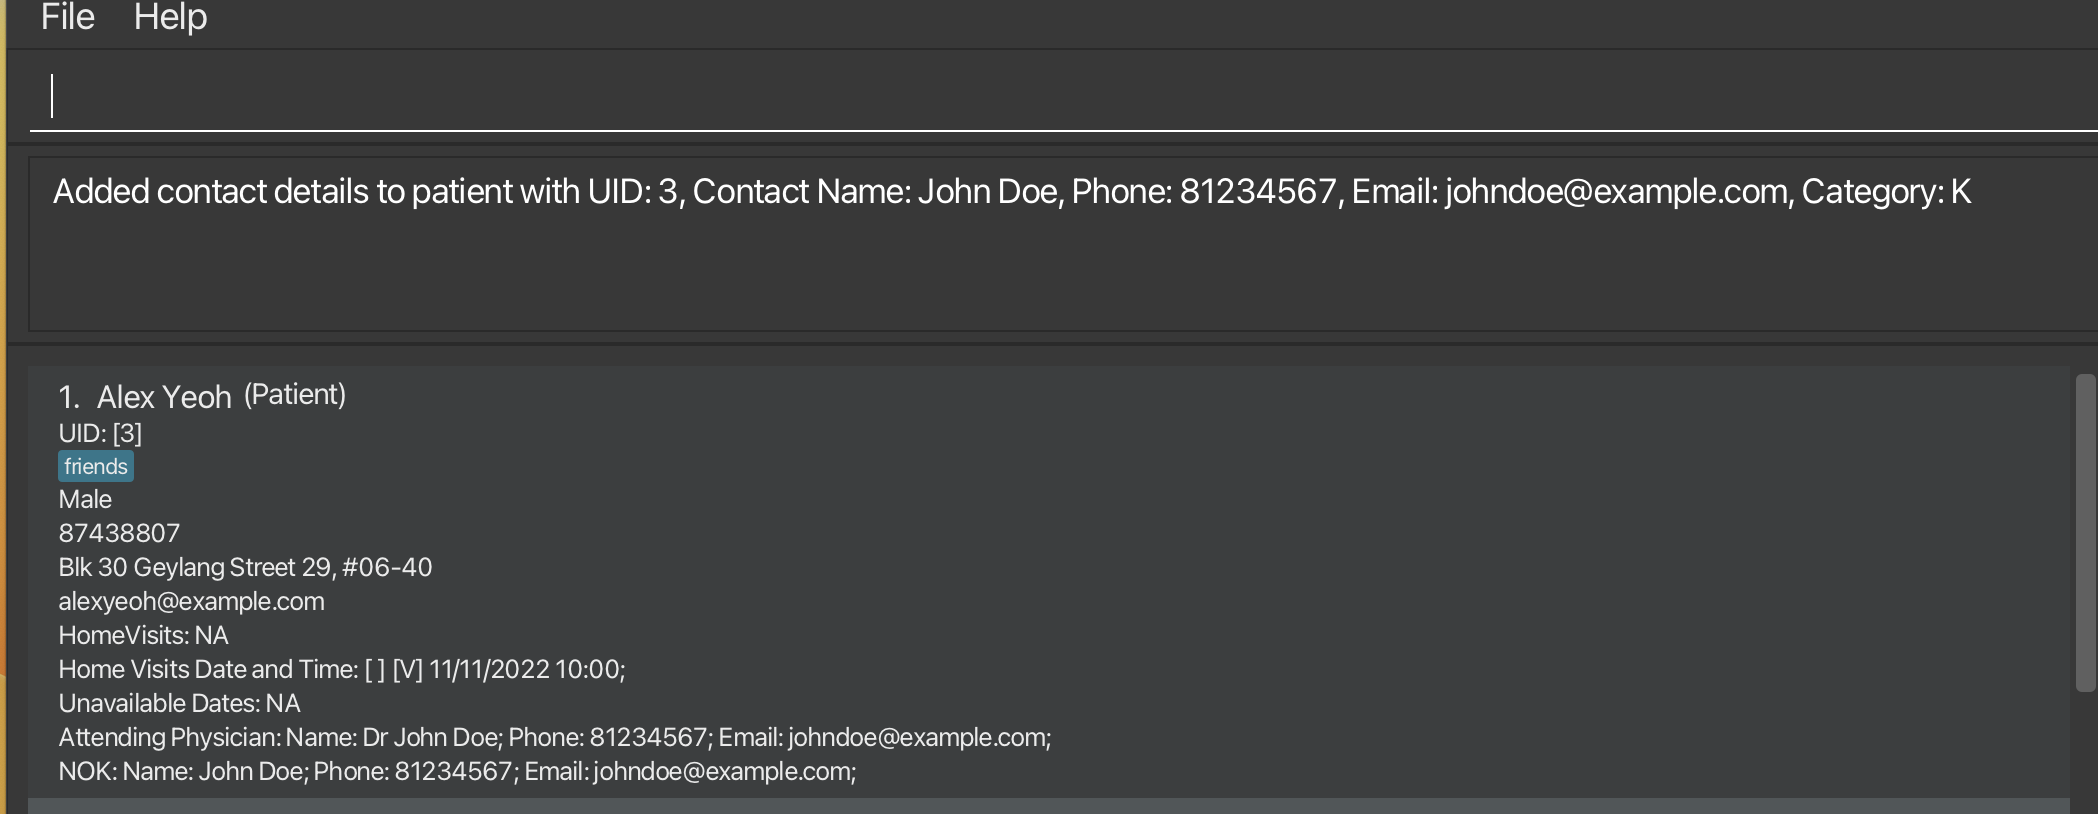 File Help
Added contact details to patient with UID: 3, Contact Name: John Doe, Phone: 81234567, Email: johndoe@example.com, Category: K
1. Alex Yeoh (Patient)
UID: [3]
friends
Male
87438807
Blk 30 Geylang Street 29, #06-40
alexyeoh@example.com
HomeVisits: NA
Home Visits Date and Time: [ ] [V] 11/11/2022 10:00;
Unavailable Dates: NA
Attending Physician: Name: Dr John Doe; Phone: 81234567; Email: johndoe@example.com;
NOK: Name: John Doe; Phone: 81234567; Email: johndoe@example.com;